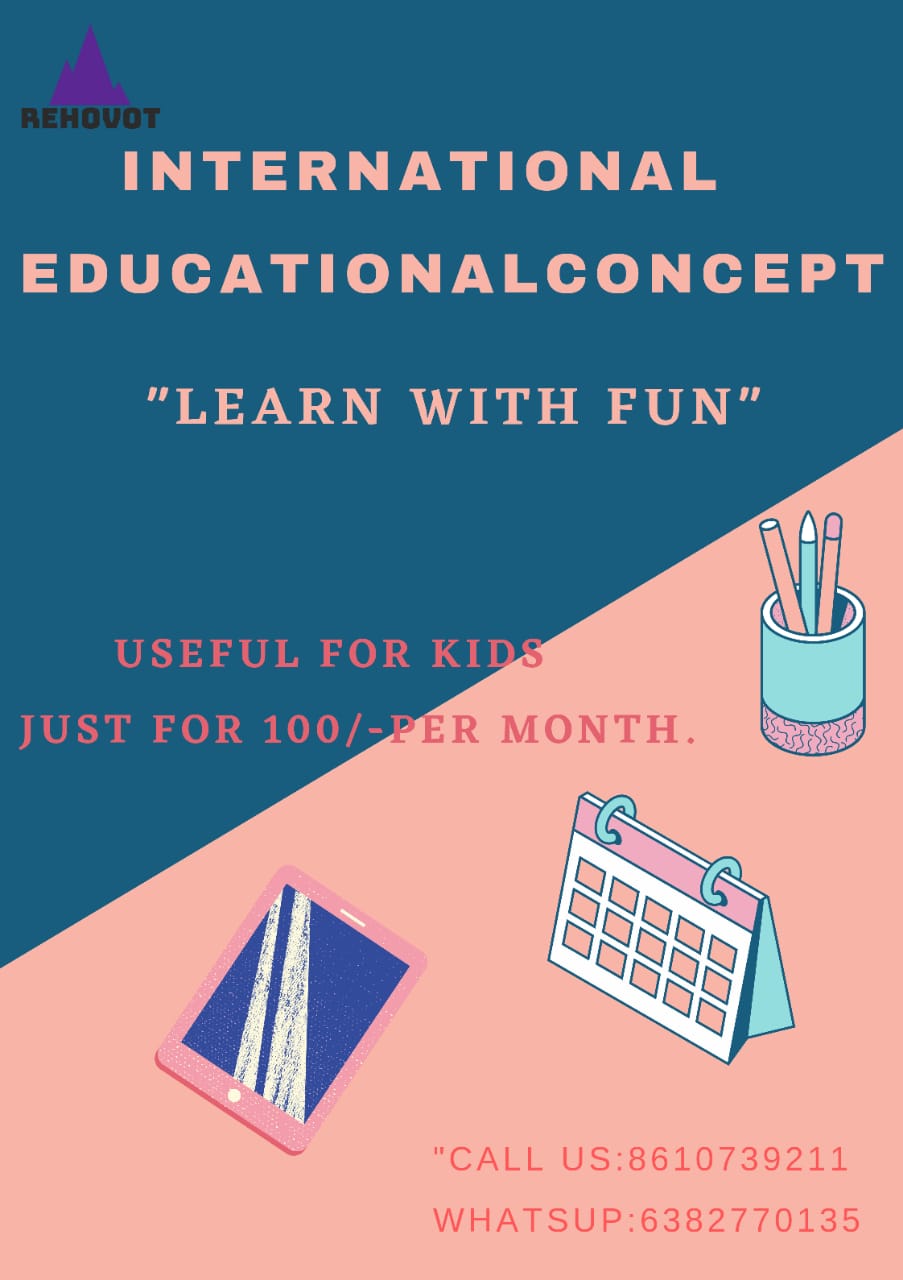 REHOVOT
INTERNATIONAL
EDUCATIONALCONCEPT
"LEARN WITH FUN"
USEFUL FOR KIDS
JUST FOR 100/-PER MONTH.
"CALL US:8610739211
WHATSUP:6382770135